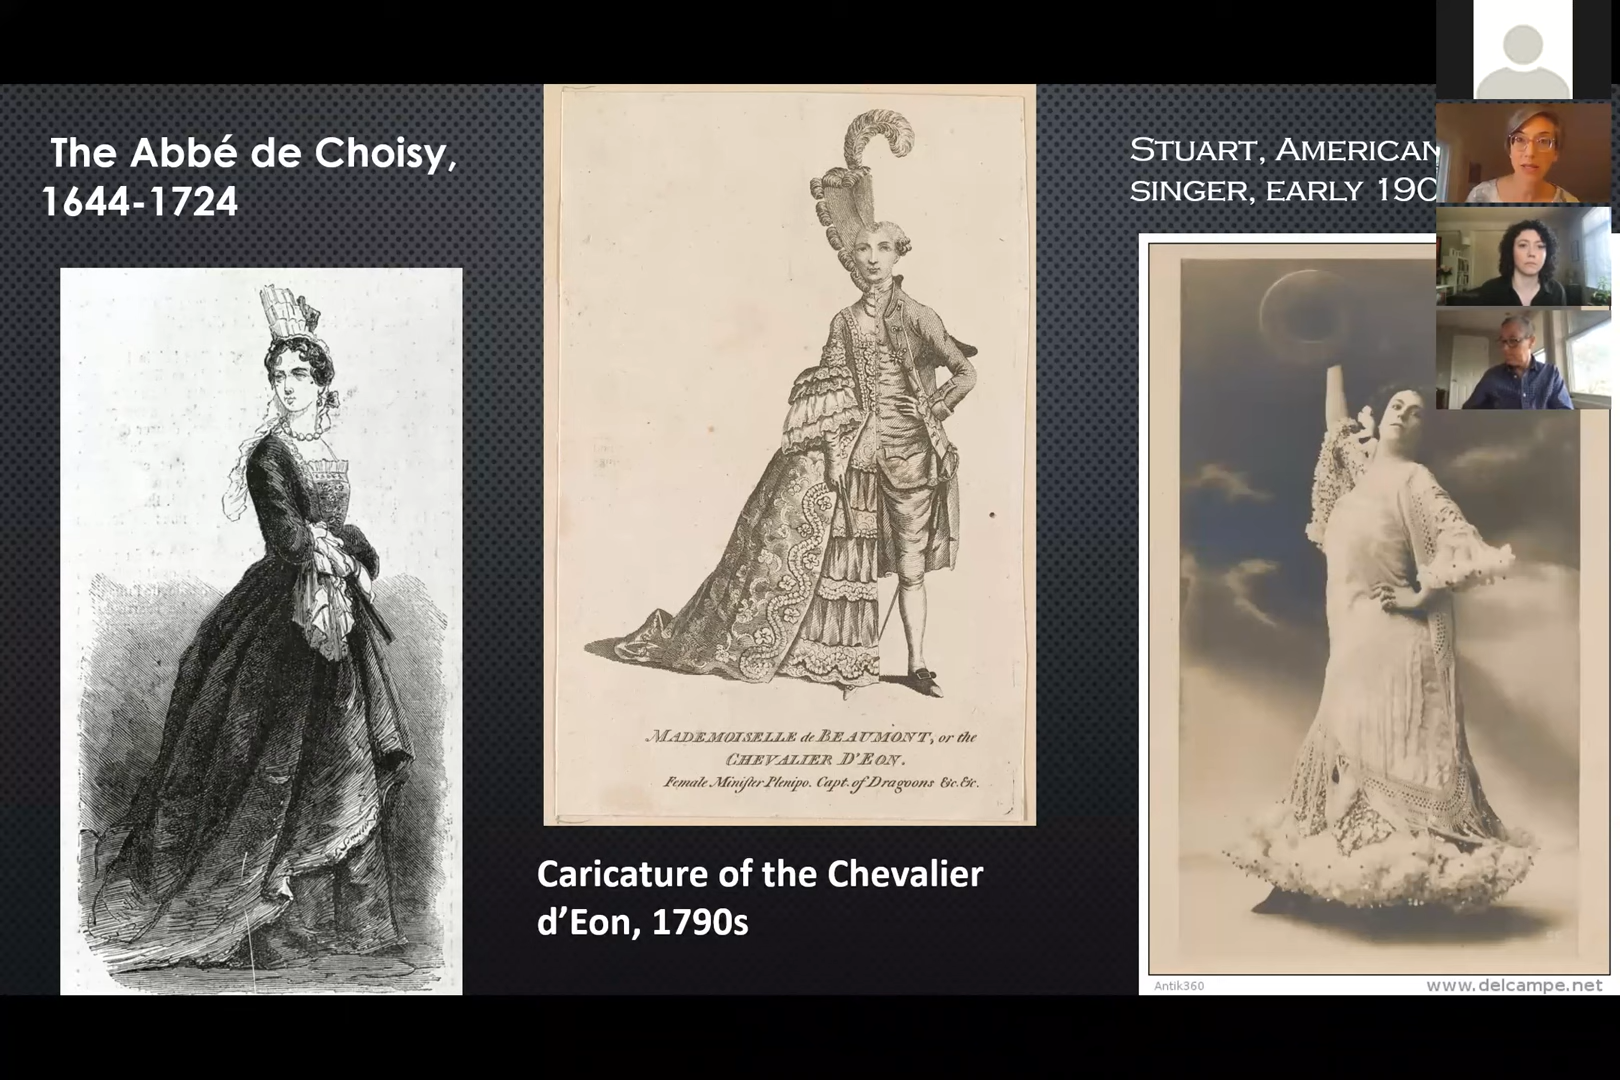 The Abbé de Choisy,
1644-1724
MADEMOISELLE de BEAUMONT, or the
CHEVALIER D'EON.
Female Minister Plenipo. Capt. of Dragoons &c. &c.
Caricature of the Chevalier
d’Eon, 1790s
STUART, AMERICAN
SINGER, EARLY 190
Antik360
www.delcampe.net